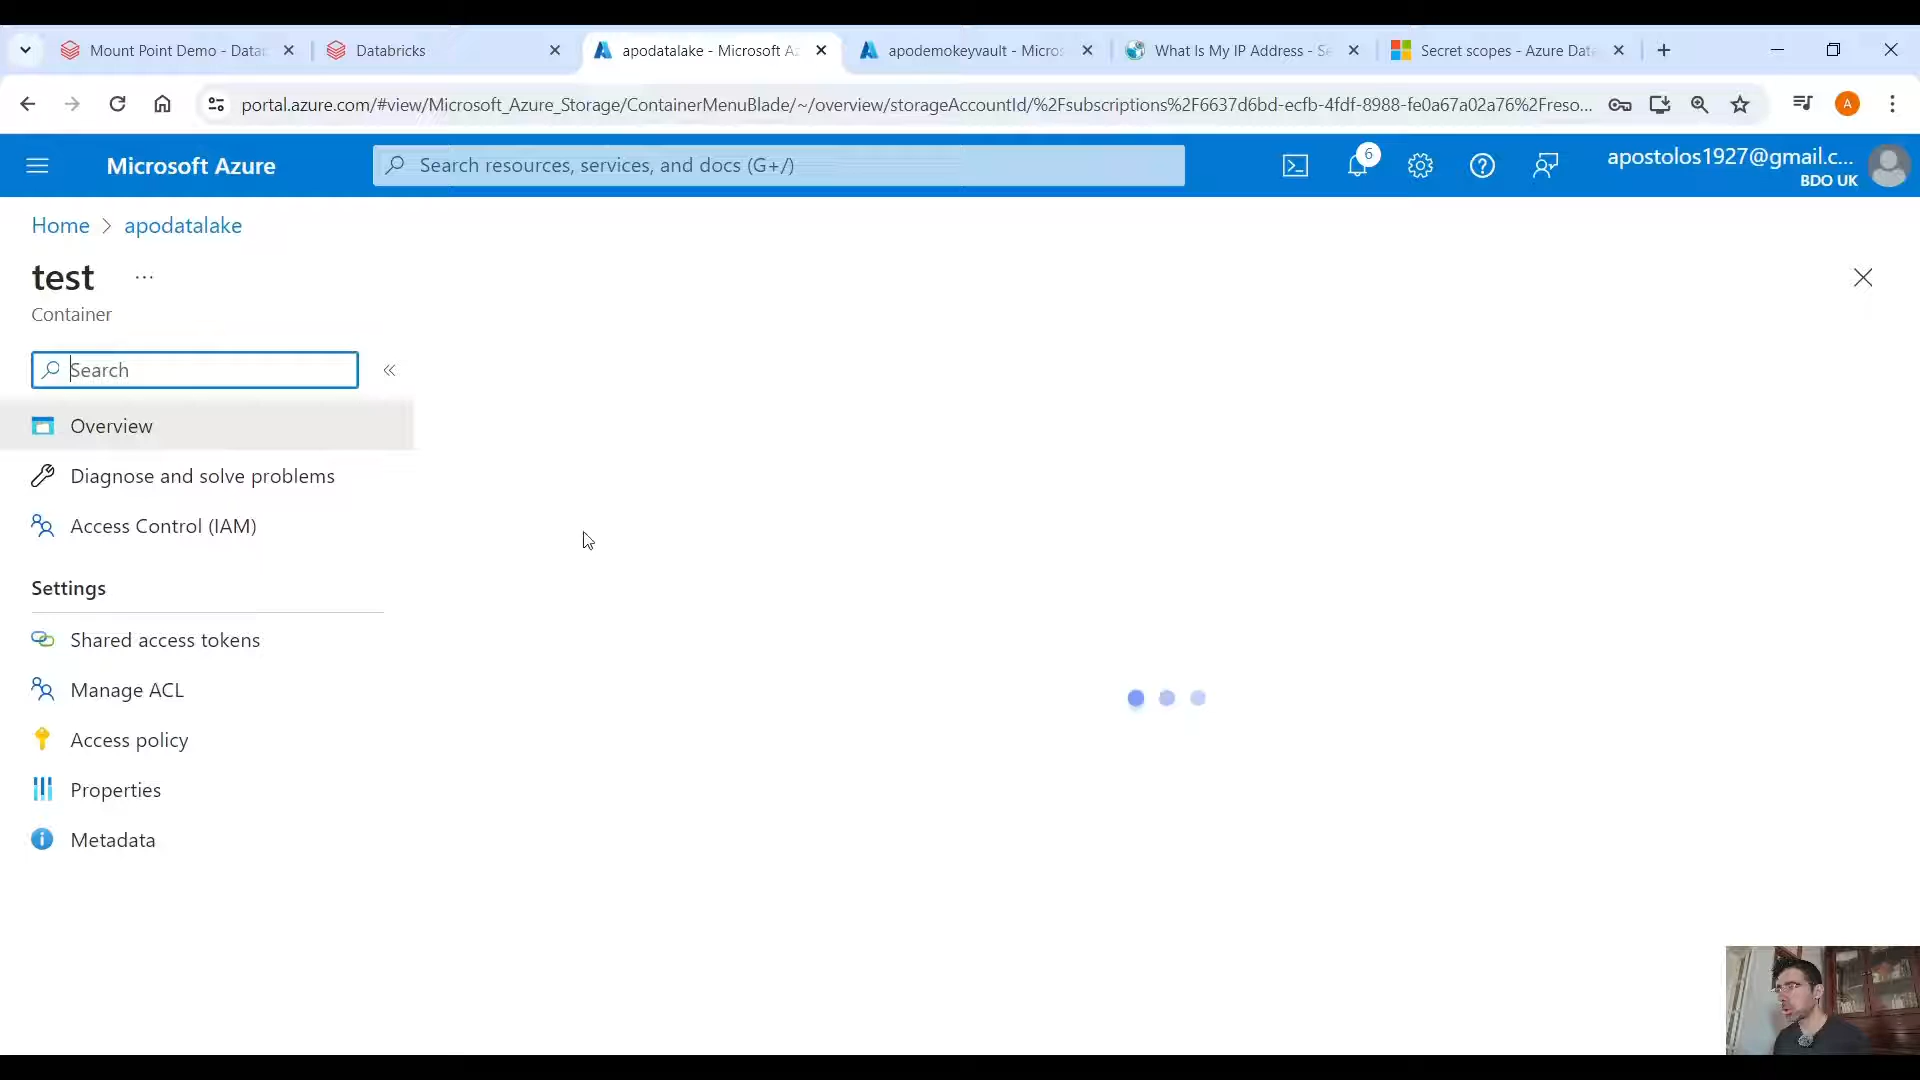 Mount Point Demo - Data
Databricks
apodatalake - Microsoft Az
apodemokeyvault - Micros
What Is My IP Address - Se
Secret scopes - Azure Data
portal.azure.com/#view/Microsoft_Azure_Storage/ContainerMenuBlade/~/overview/storageAccountId/%2Fsubscriptions%2F6637d6bd-ecfb-4fdf-8988-fe0a67a02a76%2Freso...
A
Microsoft Azure
Search resources, services, and docs (G+/)
6
apostolos1927@gmail.c...
BDO UK
Home > apodatalake
test ...
Container
Search
Overview
Diagnose and solve problems
Access Control (IAM)
Settings
Shared access tokens
Manage ACL
Access policy
Properties
Metadata